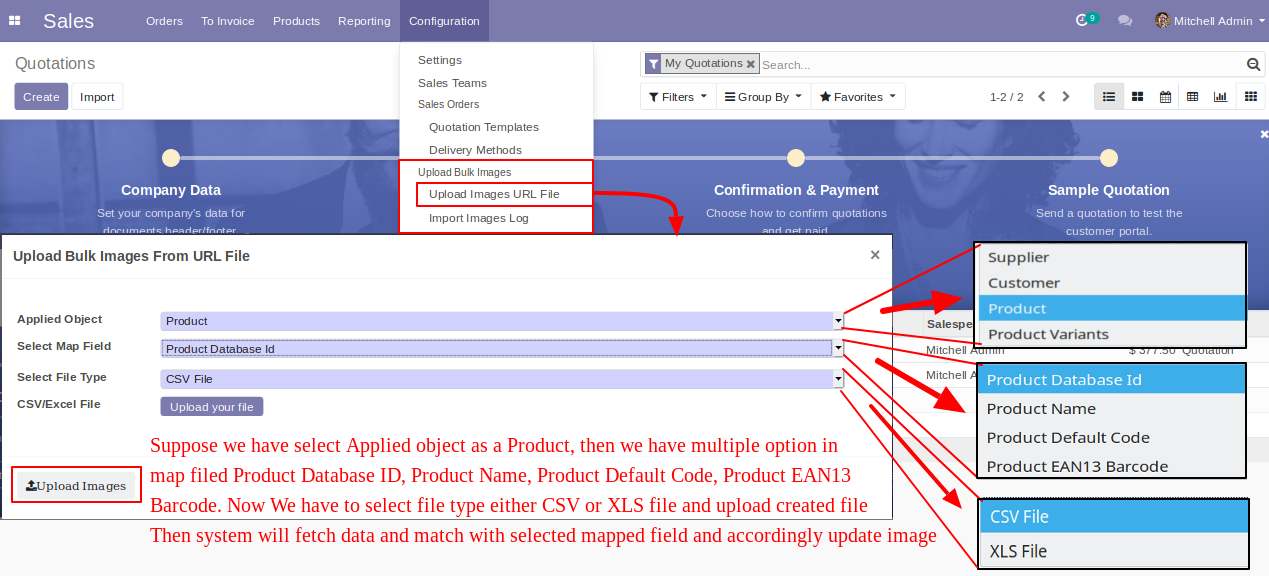 Sales Orders To Invoice Products Reporting Configuration 9 Mitchell Admin
Settings
Sales Teams
Sales Orders
Quotation Templates
Delivery Methods
Upload Bulk Images
Upload Images URL File
Import Images Log
Quotations
My Quotations Search...
Create Import
Filters Group By Favorites 1-2 / 2
Company Data
Set your company's data for
documents header/footer.
Confirmation & Payment
Choose how to confirm quotations
and get paid.
Sample Quotation
Send a quotation to test the
customer portal.
Upload Bulk Images From URL File
Applied Object Product
Select Map Field Product Database Id
Select File Type CSV File
CSV/Excel File Upload your file
Upload Images
Supplier
Customer
Product
Product Variants
Salespe
Mitchell Admin $ 377.50 Quotation
Mitchell A
Product Database Id
Product Name
Product Default Code
Product EAN13 Barcode
CSV File
XLS File
Suppose we have select Applied object as a Product, then we have multiple option in
map filed Product Database ID, Product Name, Product Default Code, Product EAN13
Barcode. Now We have to select file type either CSV or XLS file and upload created file
Then system will fetch data and match with selected mapped field and accordingly update image